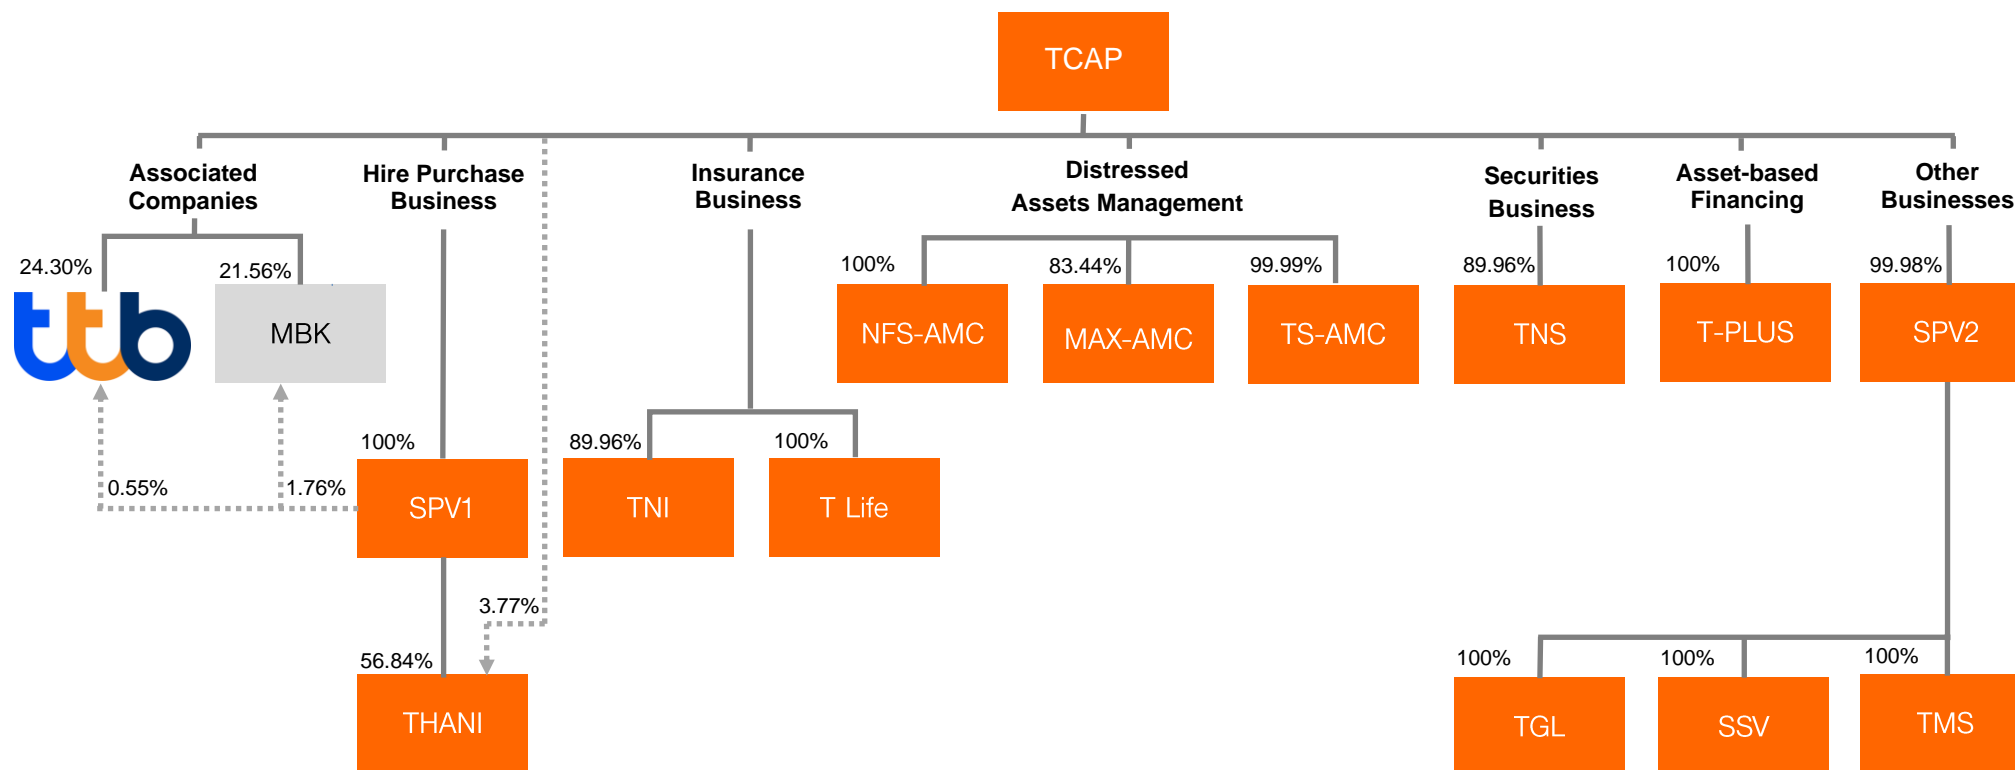 TCAP
Associated
Companies
Hire Purchase
Business
Insurance
Business
Distressed
Assets Management
Securities
Business
Asset-based
Financing
Other
Businesses
24.30%
21.56%
100%
83.44%
99.99%
89.96%
100%
99.98%
ttb
MBK
NFS-AMC
MAX-AMC
TS-AMC
TNS
T-PLUS
SPV2
100%
89.96%
100%
0.55%
1.76%
SPV1
TNI
T Life
3.77%
56.84%
100%
100%
100%
THANI
TGL
SSV
TMS